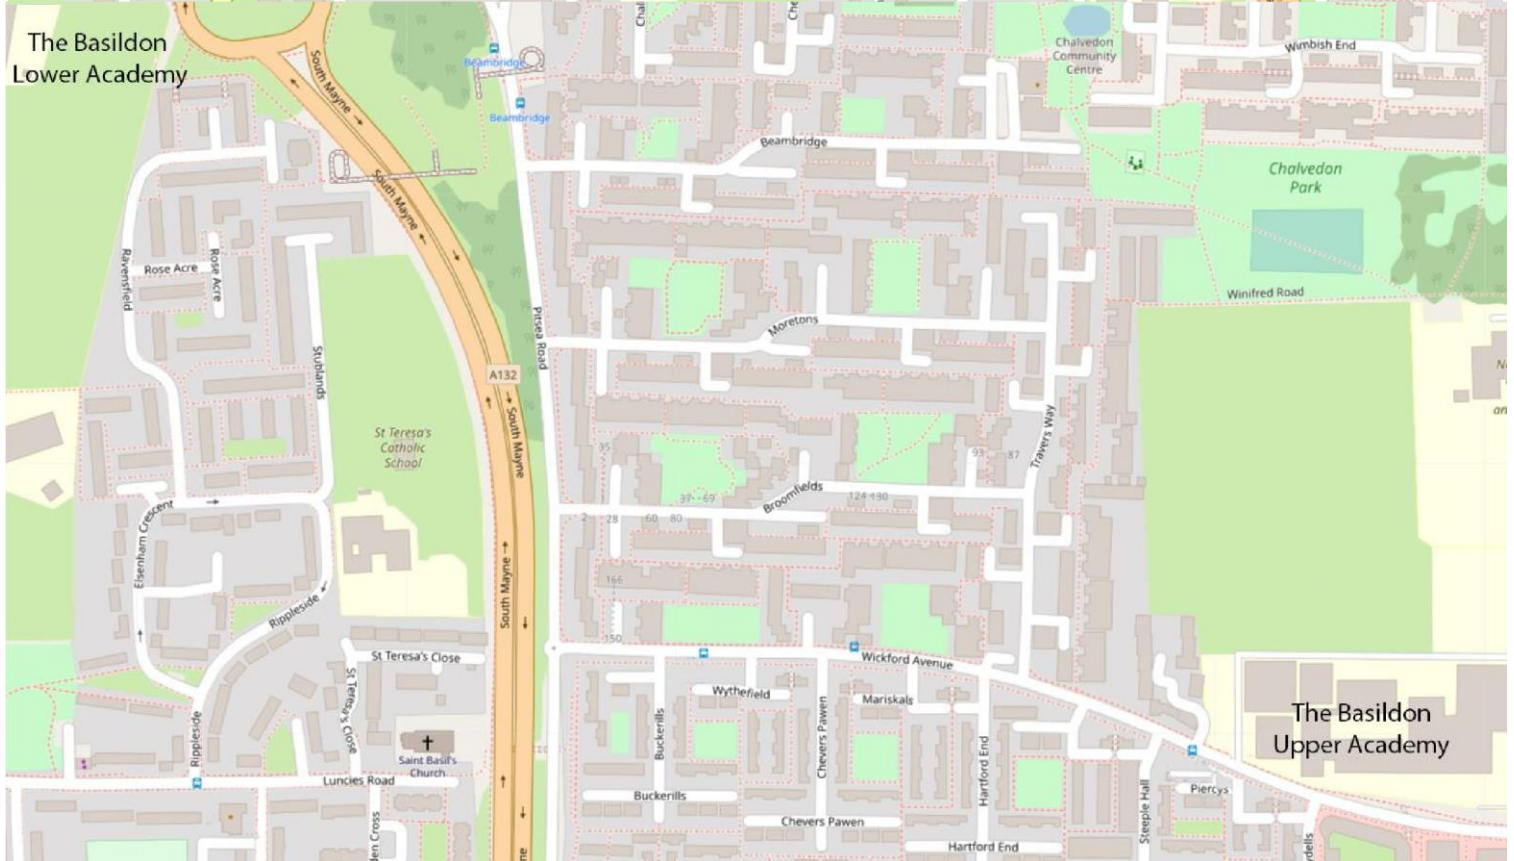 The Basildon
Lower Academy
South Mayne
Beambridge
Beambridge
Chalvedon
Community
Centre
Wimbish End
Beambridge
Chalvedon
Park
South Mayne
Ravensfield
Rose Acre
Rose Acre
Stublands
Pitsea Road
Moretons
Winifred Road
A132
South Mayne
St Teresa's
Catholic
School
Travers Way
35
93
87
37 - 69
Broomfields
124-130
2
28
60
80
Elsenham Crescent
South Mayne
166
150
Rippleside
St Teresa's Close
St Teresa's Close
Wickford Avenue
Wythefield
Mariskals
Buckerills
Chevers Pawen
Hartford End
The Basildon
Upper Academy
Rippleside
Saint Basil's
Church
Luncies Road
Buckerills
Piercys
Steeple Hall
Chevers Pawen
Hartford End